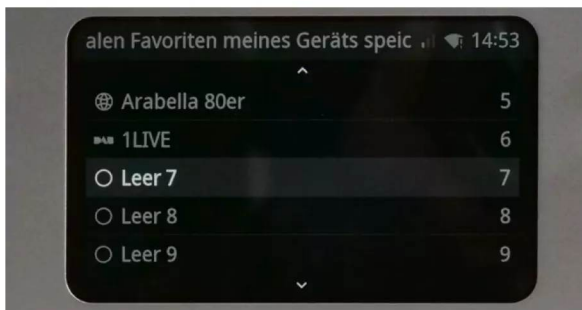 alen Favoriten meines Geräts speic 14:53
Arabella 80er 5
DAB 1LIVE 6
Leer 7 7
Leer 8 8
Leer 9 9